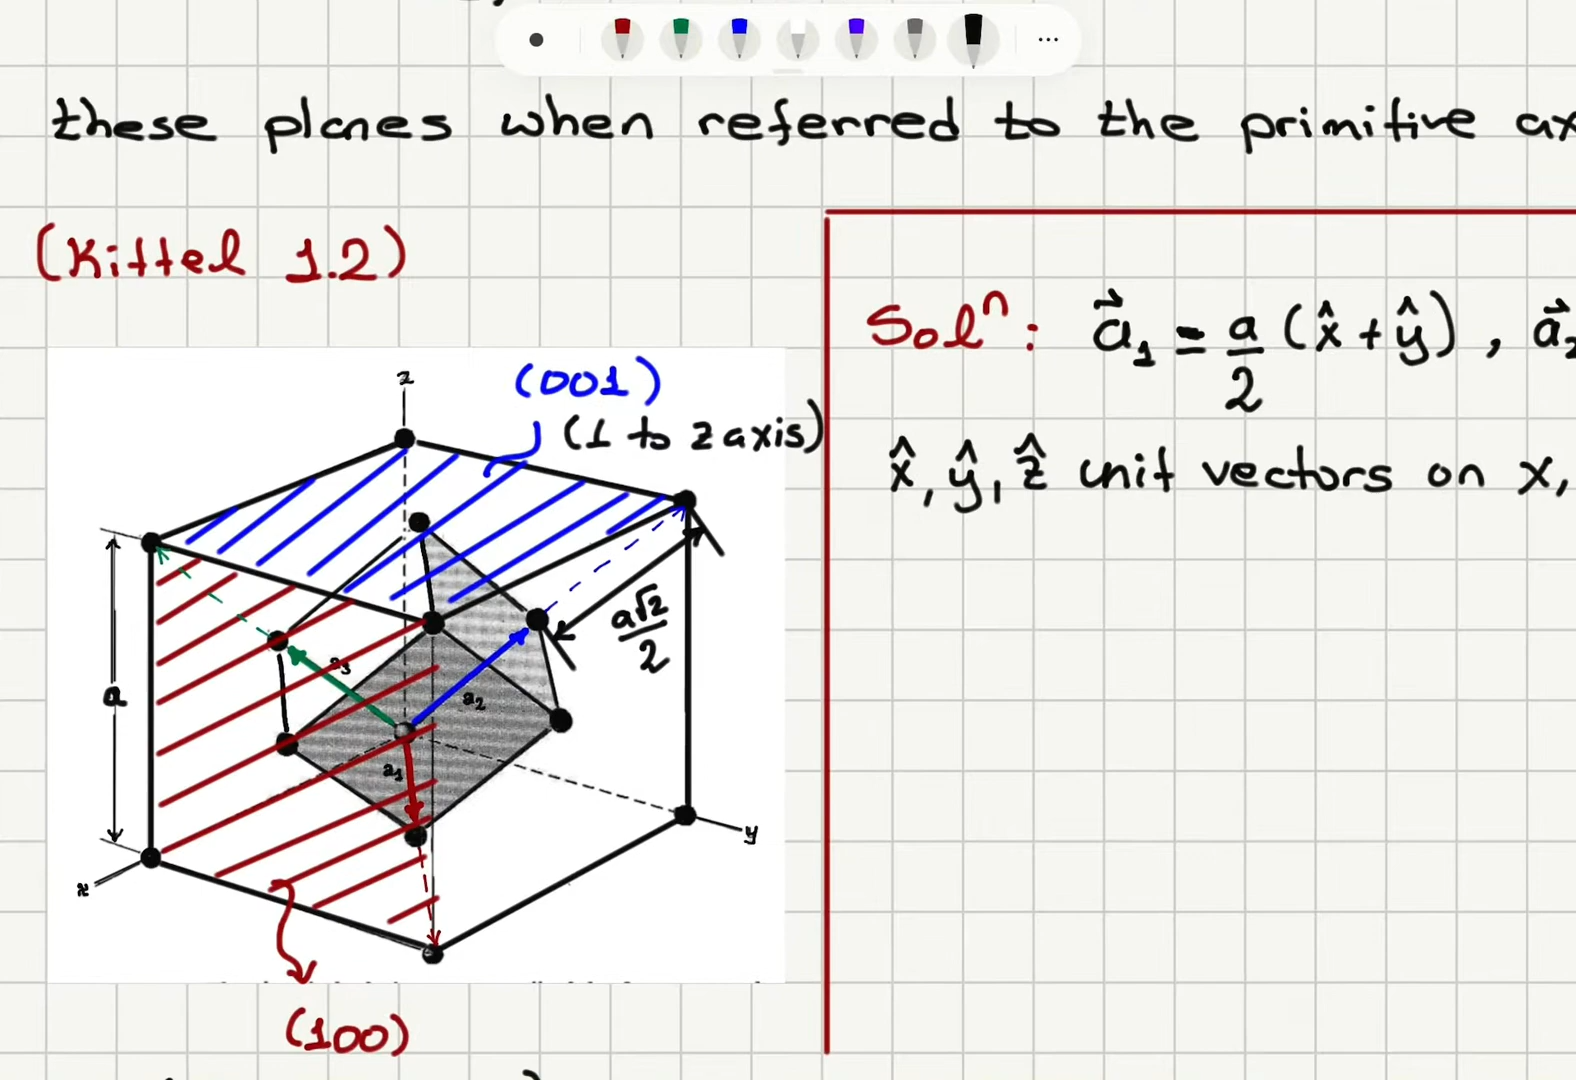 these planes when referred to the primitive ax
(Kittel 1.2)
Solⁿ: a⃗₁ = a/2 (x̂ + ŷ), a⃗₂
x̂, ŷ, ẑ unit vectors on x,
z
(001)
(⊥ to z axis)
a√2/2
a
a₃
a₂
a₁
x
y
(100)